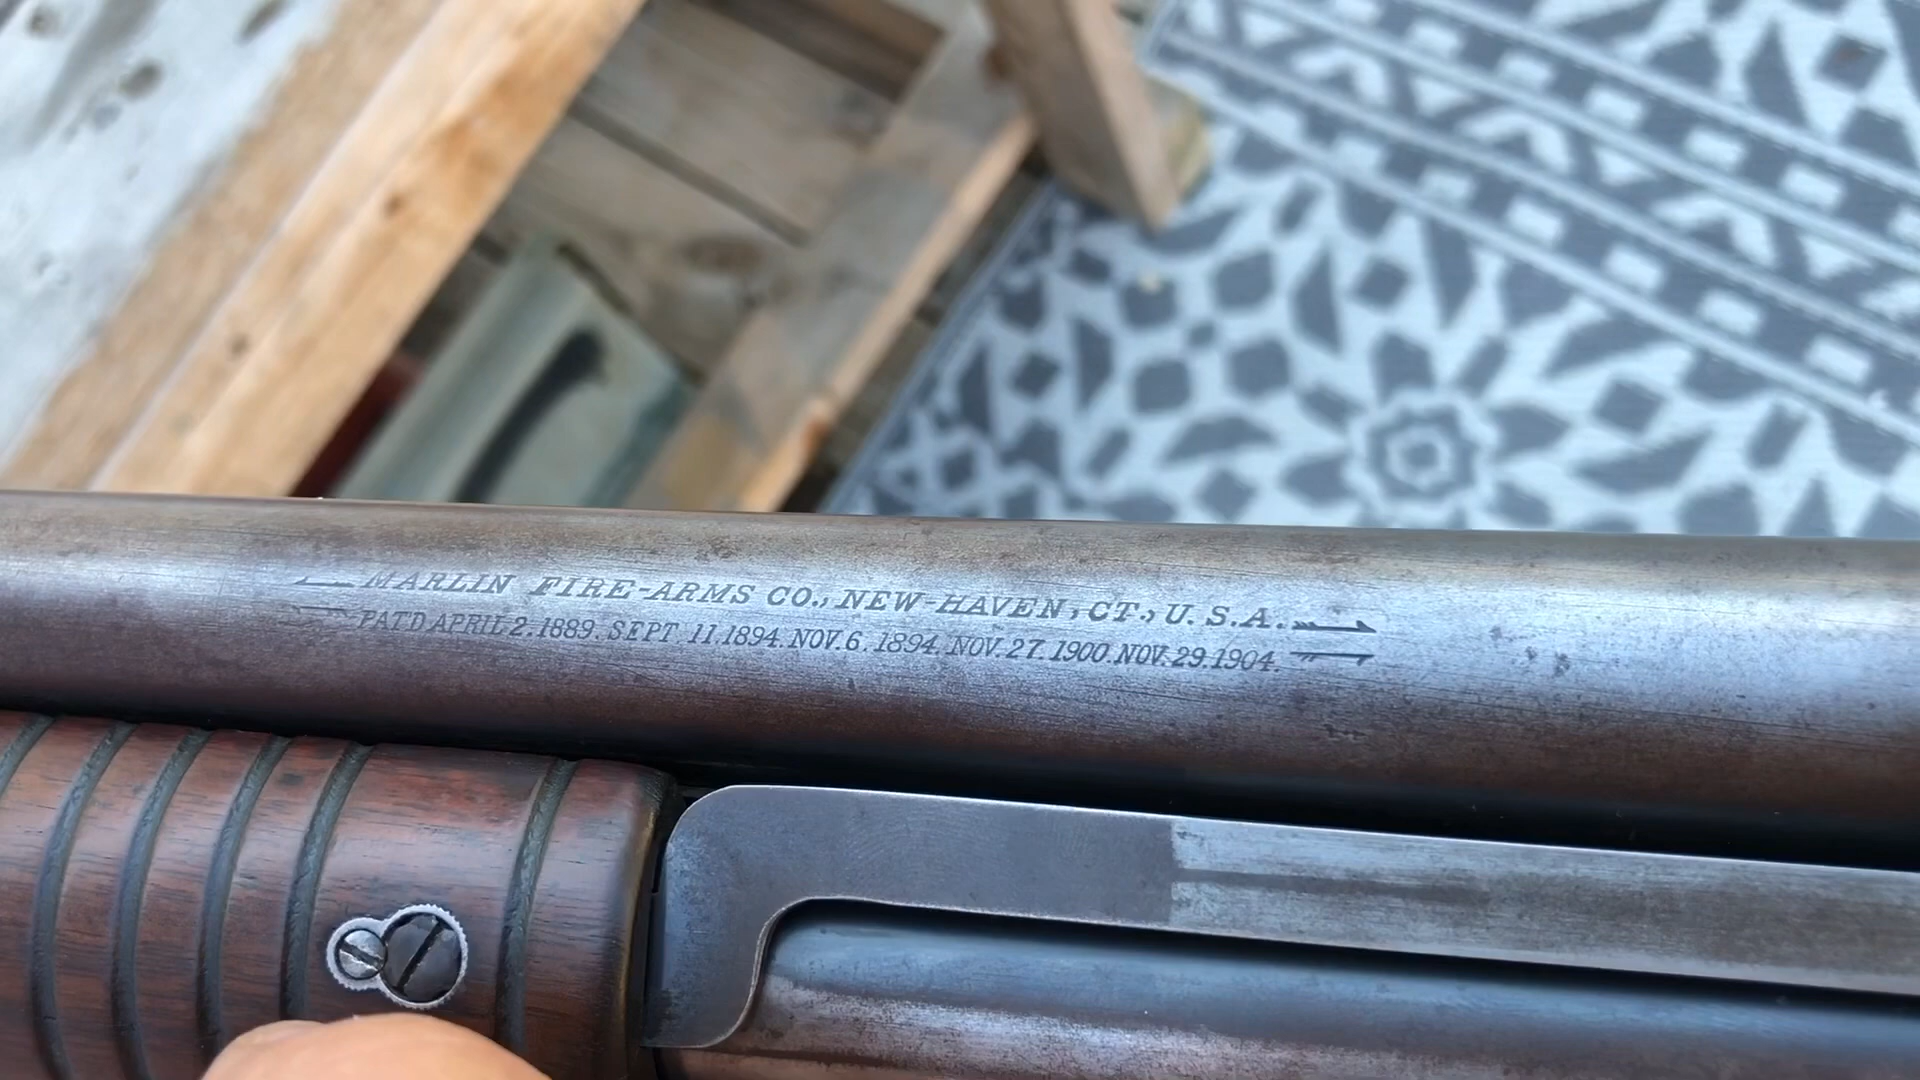 MARLIN FIRE-ARMS CO., NEW-HAVEN, CT., U.S.A.
PAT'D APRIL 2. 1889. SEPT. 11. 1894. NOV. 6. 1894. NOV. 27. 1900. NOV. 29. 1904.